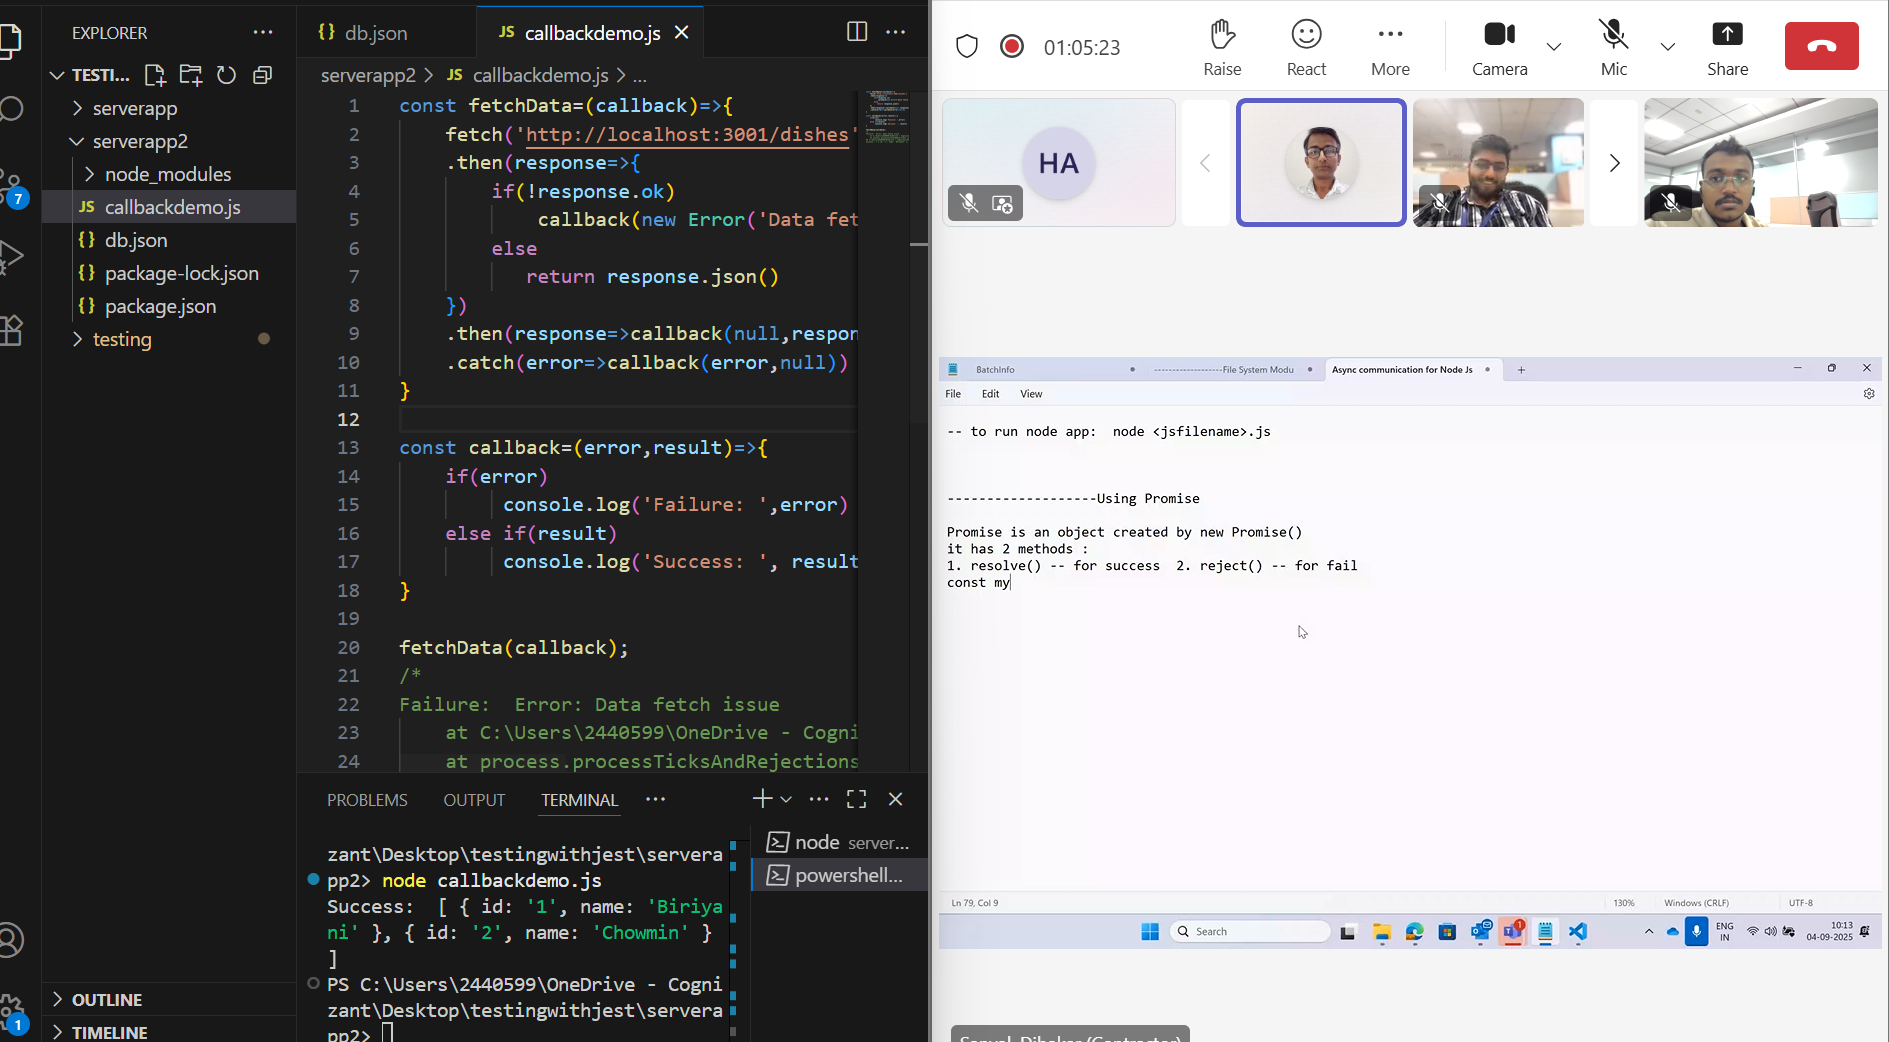 EXPLORER
TESTI...
serverapp
serverapp2
node_modules
JS callbackdemo.js
{} db.json
{} package-lock.json
{} package.json
testing
OUTLINE
TIMELINE
7
1
{} db.json
JS callbackdemo.js
serverapp2 > JS callbackdemo.js > ...
1 const fetchData=(callback)=>{
2 fetch('http://localhost:3001/dishes'
3 .then(response=>{
4 if(!response.ok)
5 callback(new Error('Data fet
6 else
7 return response.json()
8 })
9 .then(response=>callback(null,respon
10 .catch(error=>callback(error,null))
11 }
12
13 const callback=(error,result)=>{
14 if(error)
15 console.log('Failure: ',error)
16 else if(result)
17 console.log('Success: ', result
18 }
19
20 fetchData(callback);
21 /*
22 Failure:  Error: Data fetch issue
23 at C:\Users\2440599\OneDrive - Cogni
24 at process.processTicksAndRejections
PROBLEMS OUTPUT TERMINAL ...
node server...
powershell...
zant\Desktop\testingwithjest\servera
pp2> node callbackdemo.js
Success:  [ { id: '1', name: 'Biriya
ni' }, { id: '2', name: 'Chowmin' }
]
PS C:\Users\2440599\OneDrive - Cogni
zant\Desktop\testingwithjest\servera
pp2>
01:05:23
Raise React More Camera Mic Share
HA
BatchInfo
-------------------File System Modu
Async communication for Node Js
File Edit View
-- to run node app:  node <jsfilename>.js
-------------------Using Promise
Promise is an object created by new Promise()
it has 2 methods :
1. resolve() -- for success  2. reject() -- for fail
const my
Ln 79, Col 9 130% Windows (CRLF) UTF-8
Search
1
ENG
IN
10:13
04-09-2025